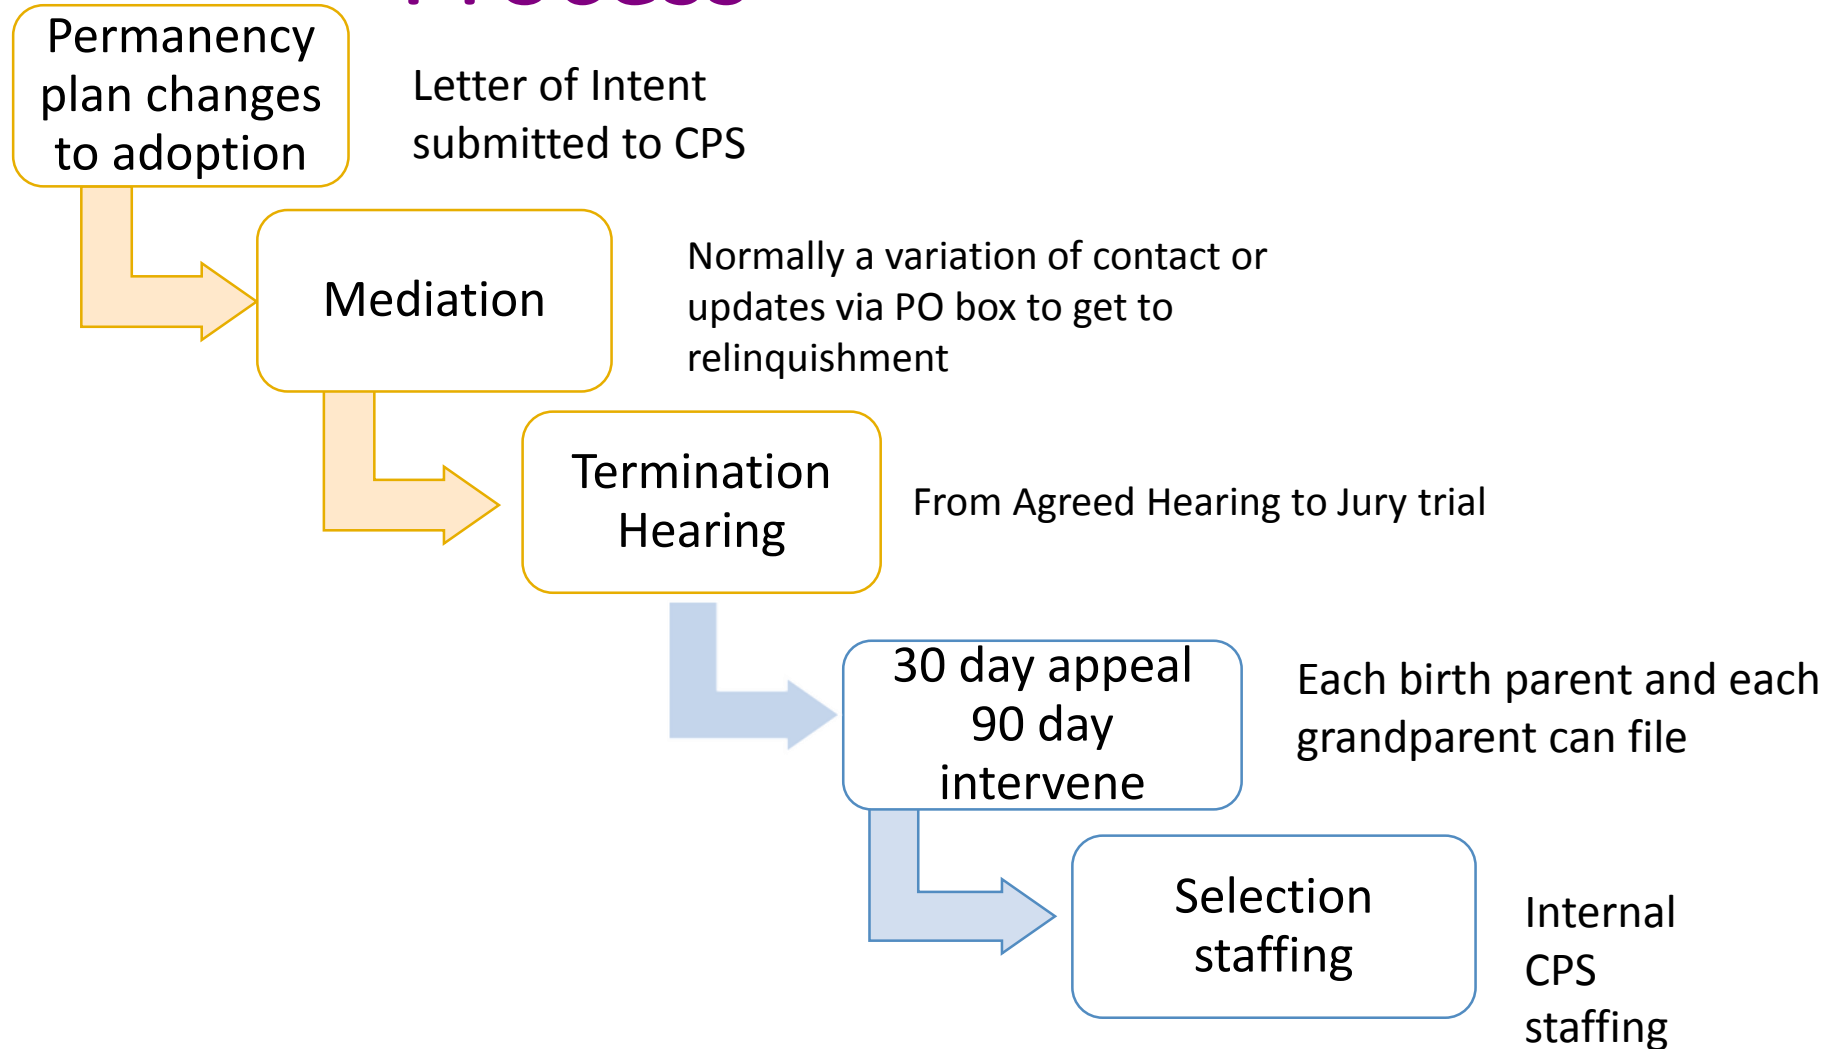 Process
Permanency
plan changes
to adoption
Letter of Intent
submitted to CPS
Mediation
Normally a variation of contact or
updates via PO box to get to
relinquishment
Termination
Hearing
From Agreed Hearing to Jury trial
30 day appeal
90 day
intervene
Each birth parent and each
grandparent can file
Selection
staffing
Internal
CPS
staffing